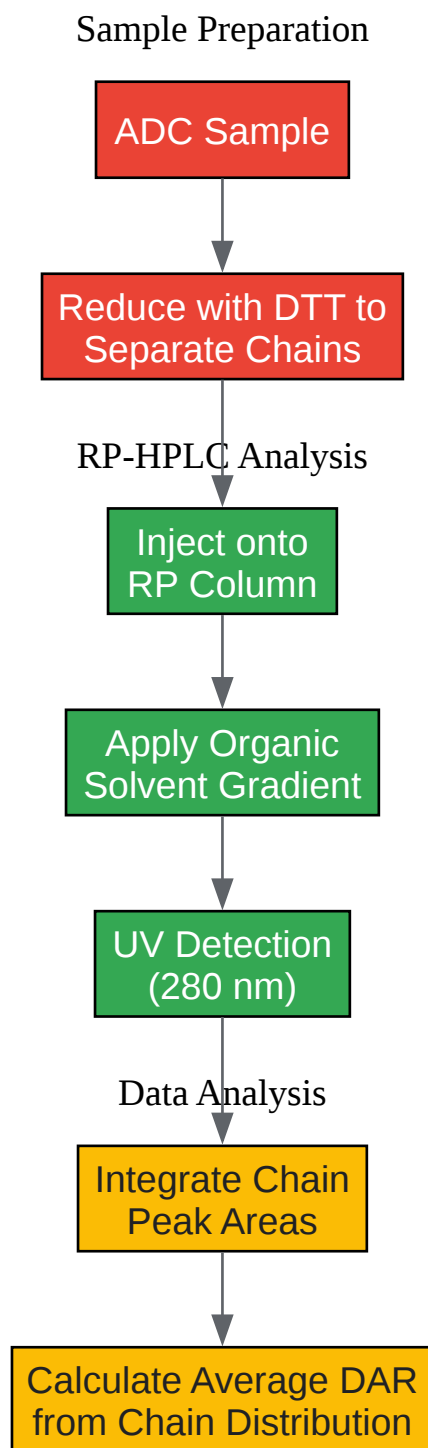 Sample Preparation
ADC Sample
Reduce with DTT to
Separate Chains
RP-HPLC Analysis
Inject onto
RP Column
Apply Organic
Solvent Gradient
UV Detection
(280 nm)
Data Analysis
Integrate Chain
Peak Areas
Calculate Average DAR
from Chain Distribution